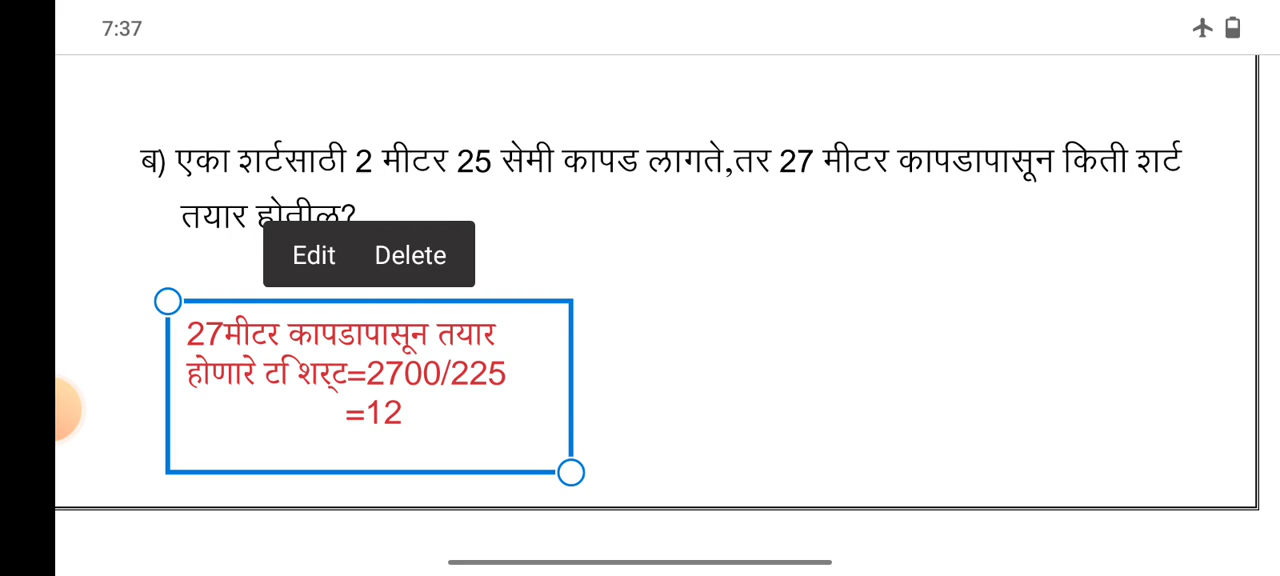 7:37
ब) एका शर्टसाठी 2 मीटर 25 सेमी कापड लागते,तर 27 मीटर कापडापासून किती शर्ट
तयार होतील?
Edit Delete
27मीटर कापडापासून तयार
होणारे टि शर्ट=2700/225
=12